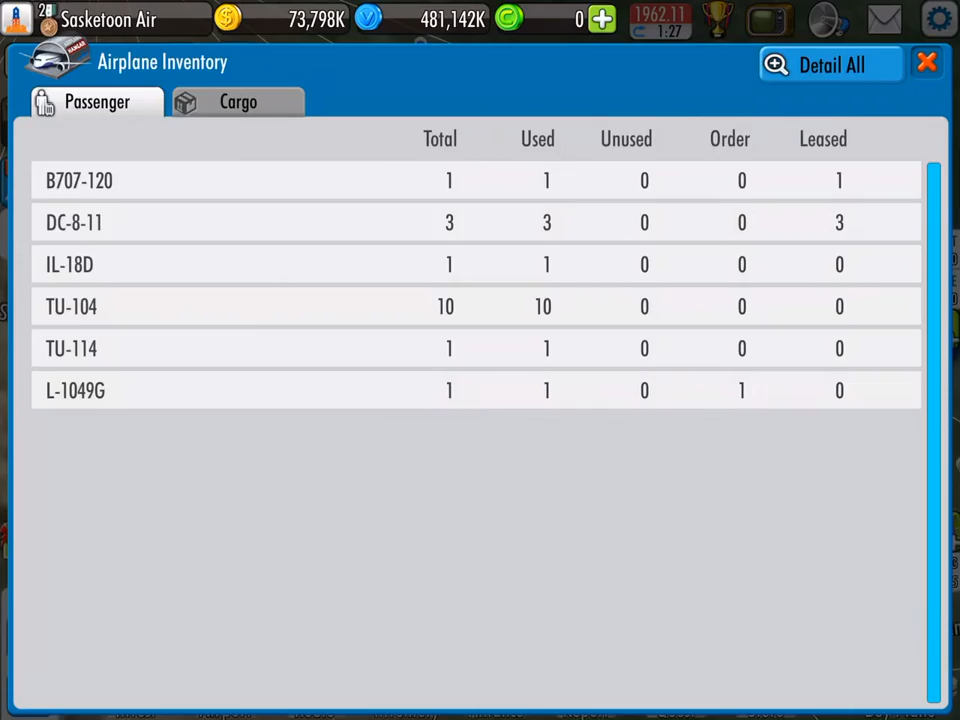 28 Sasketoon Air 73,798K 481,142K 0 1962.11
1:27
Airplane Inventory Detail All
Passenger Cargo
Total Used Unused Order Leased
B707-120 1 1 0 0 1
DC-8-11 3 3 0 0 3
IL-18D 1 1 0 0 0
TU-104 10 10 0 0 0
TU-114 1 1 0 0 0
L-1049G 1 1 0 1 0